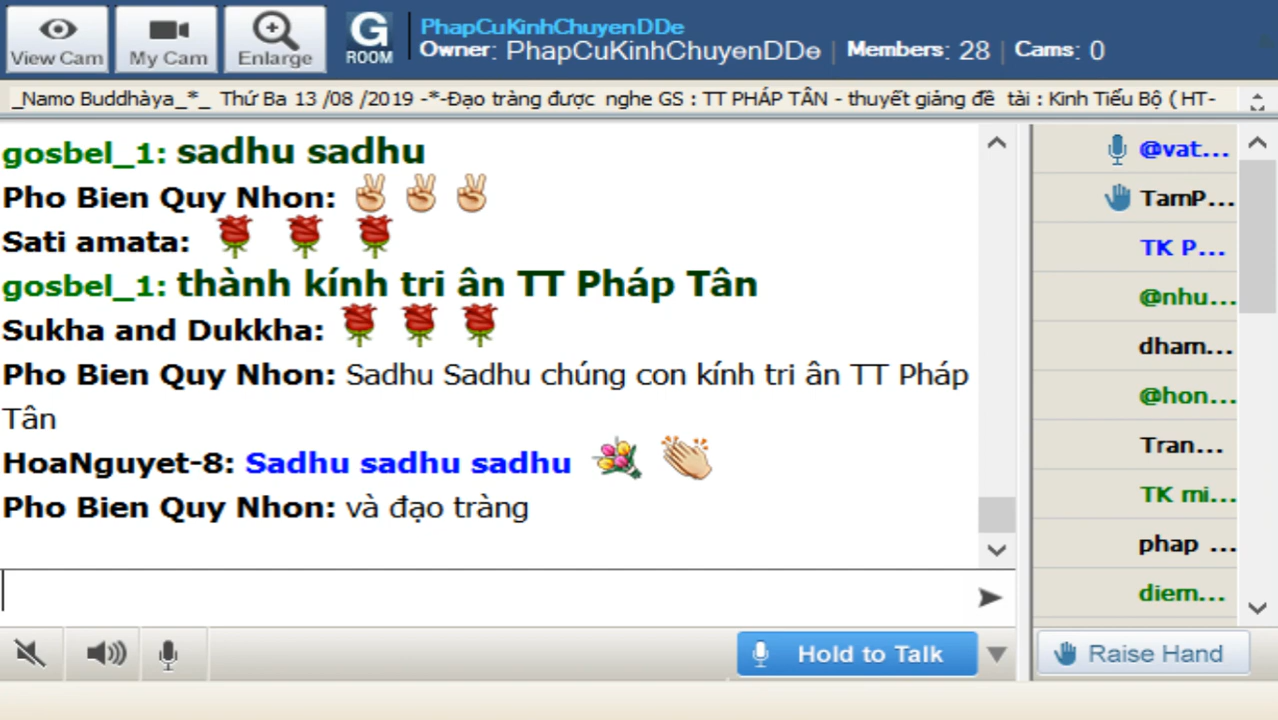 View Cam
My Cam
Enlarge
G
ROOM
PhapCuKinhChuyenDDe
Owner: PhapCuKinhChuyenDDe | Members: 28 | Cams: 0
_Namo Buddhàya_*_ Thứ Ba 13 /08 /2019 -*-Đạo tràng được nghe GS : TT PHÁP TÂN - thuyết giảng đề tài : Kinh Tiểu Bộ ( HT-
gosbel_1: sadhu sadhu
Pho Bien Quy Nhon:
Sati amata:
gosbel_1: thành kính tri ân TT Pháp Tân
Sukha and Dukkha:
Pho Bien Quy Nhon: Sadhu Sadhu chúng con kính tri ân TT Pháp
Tân
HoaNguyet-8: Sadhu sadhu sadhu
Pho Bien Quy Nhon: và đạo tràng
@vat...
TamP...
TK P...
@nhu...
dham...
@hon...
Tran...
TK mi...
phap ...
diem...
Hold to Talk
Raise Hand